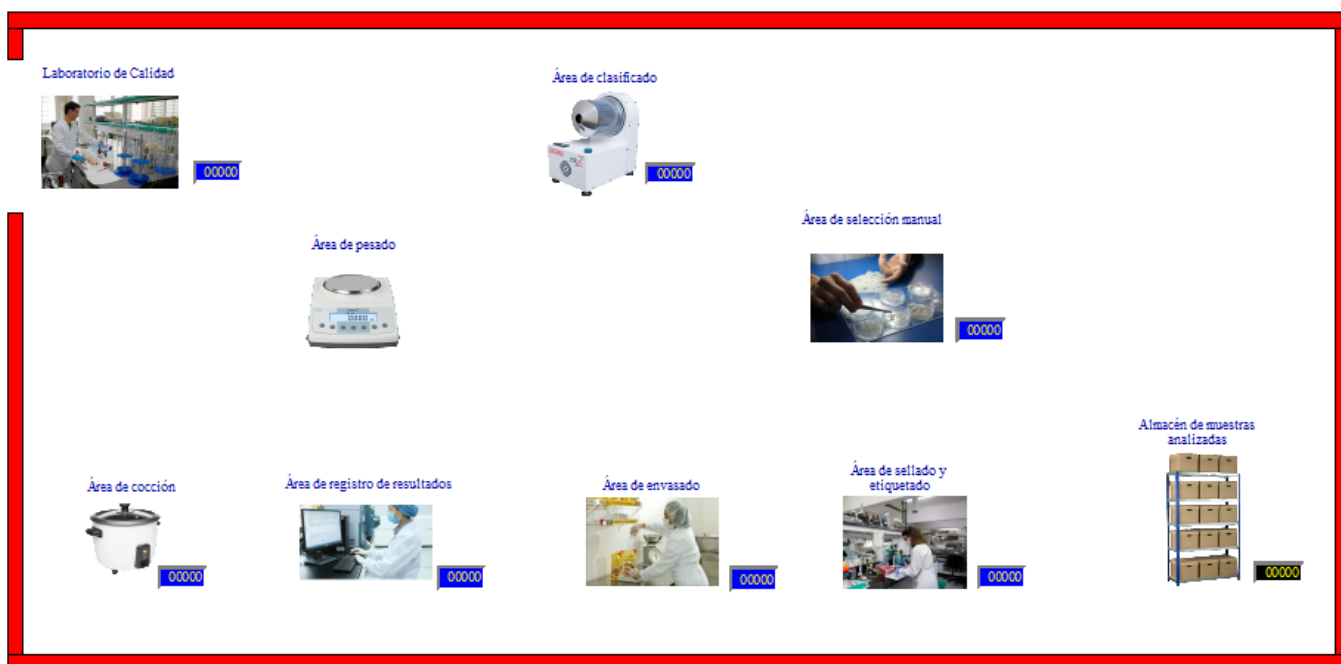 Laboratorio de Calidad
Área de clasificado
00000
00000
Área de selección manual
Área de pesado
00000
Almacén de muestras
analizadas
Área de cocción
Área de registro de resultados
Área de envasado
Área de sellado y
etiquetado
00000
00000
00000
00000
00000